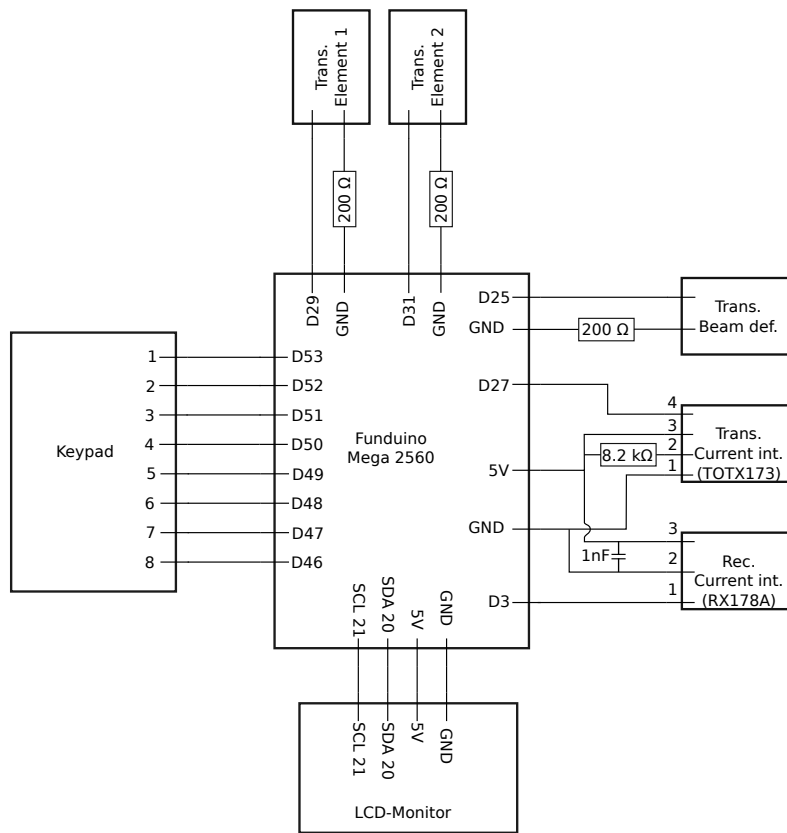 Trans.
Element 1
Trans.
Element 2
200 Ω
200 Ω
D29
GND
D31
GND
D25
GND
200 Ω
Trans.
Beam def.
Keypad
1
2
3
4
5
6
7
8
D53
D52
D51
D50
D49
D48
D47
D46
Funduino
Mega 2560
D27
5V
GND
D3
4
3
2
1
8.2 kΩ
Trans.
Current int.
(TOTX173)
1nF
3
2
1
Rec.
Current int.
(RX178A)
SCL 21
SDA 20
5V
GND
SCL 21
SDA 20
5V
GND
LCD-Monitor